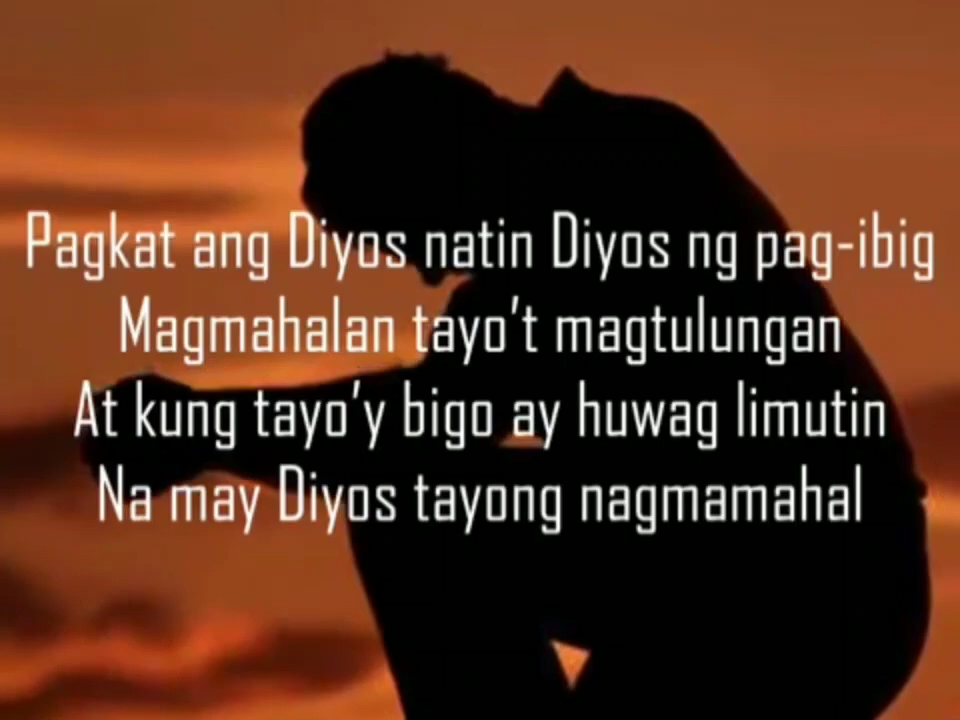 Pagkat ang Diyos natin Diyos ng pag-ibig
Magmahalan tayo't magtulungan
At kung tayo'y bigo ay huwag limutin
Na may Diyos tayong nagmamahal